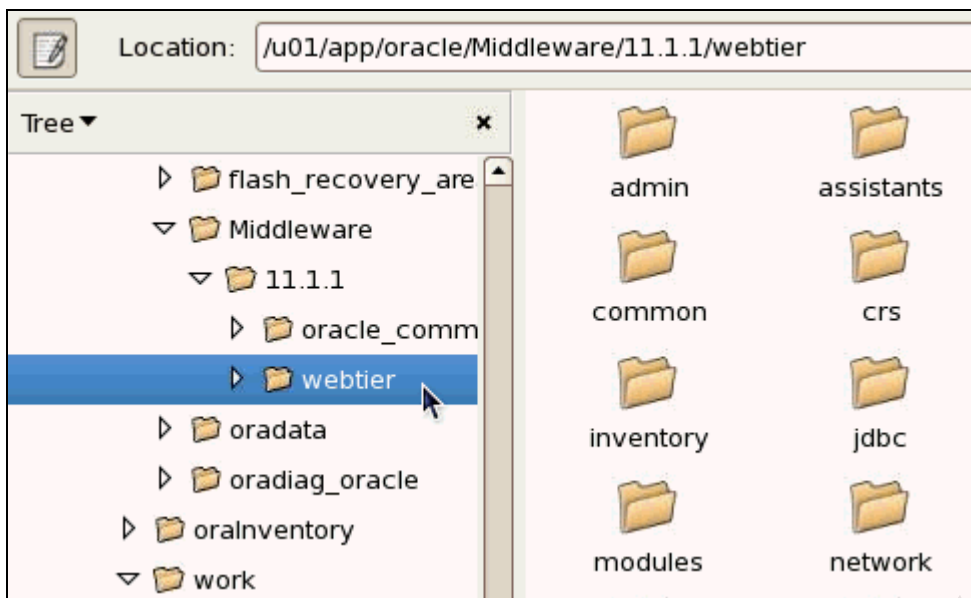 Location: /u01/app/oracle/Middleware/11.1.1/webtier
Tree
flash_recovery_are
Middleware
11.1.1
oracle_comm
webtier
oradata
oradiag_oracle
oraInventory
work
admin assistants
common crs
inventory jdbc
modules network